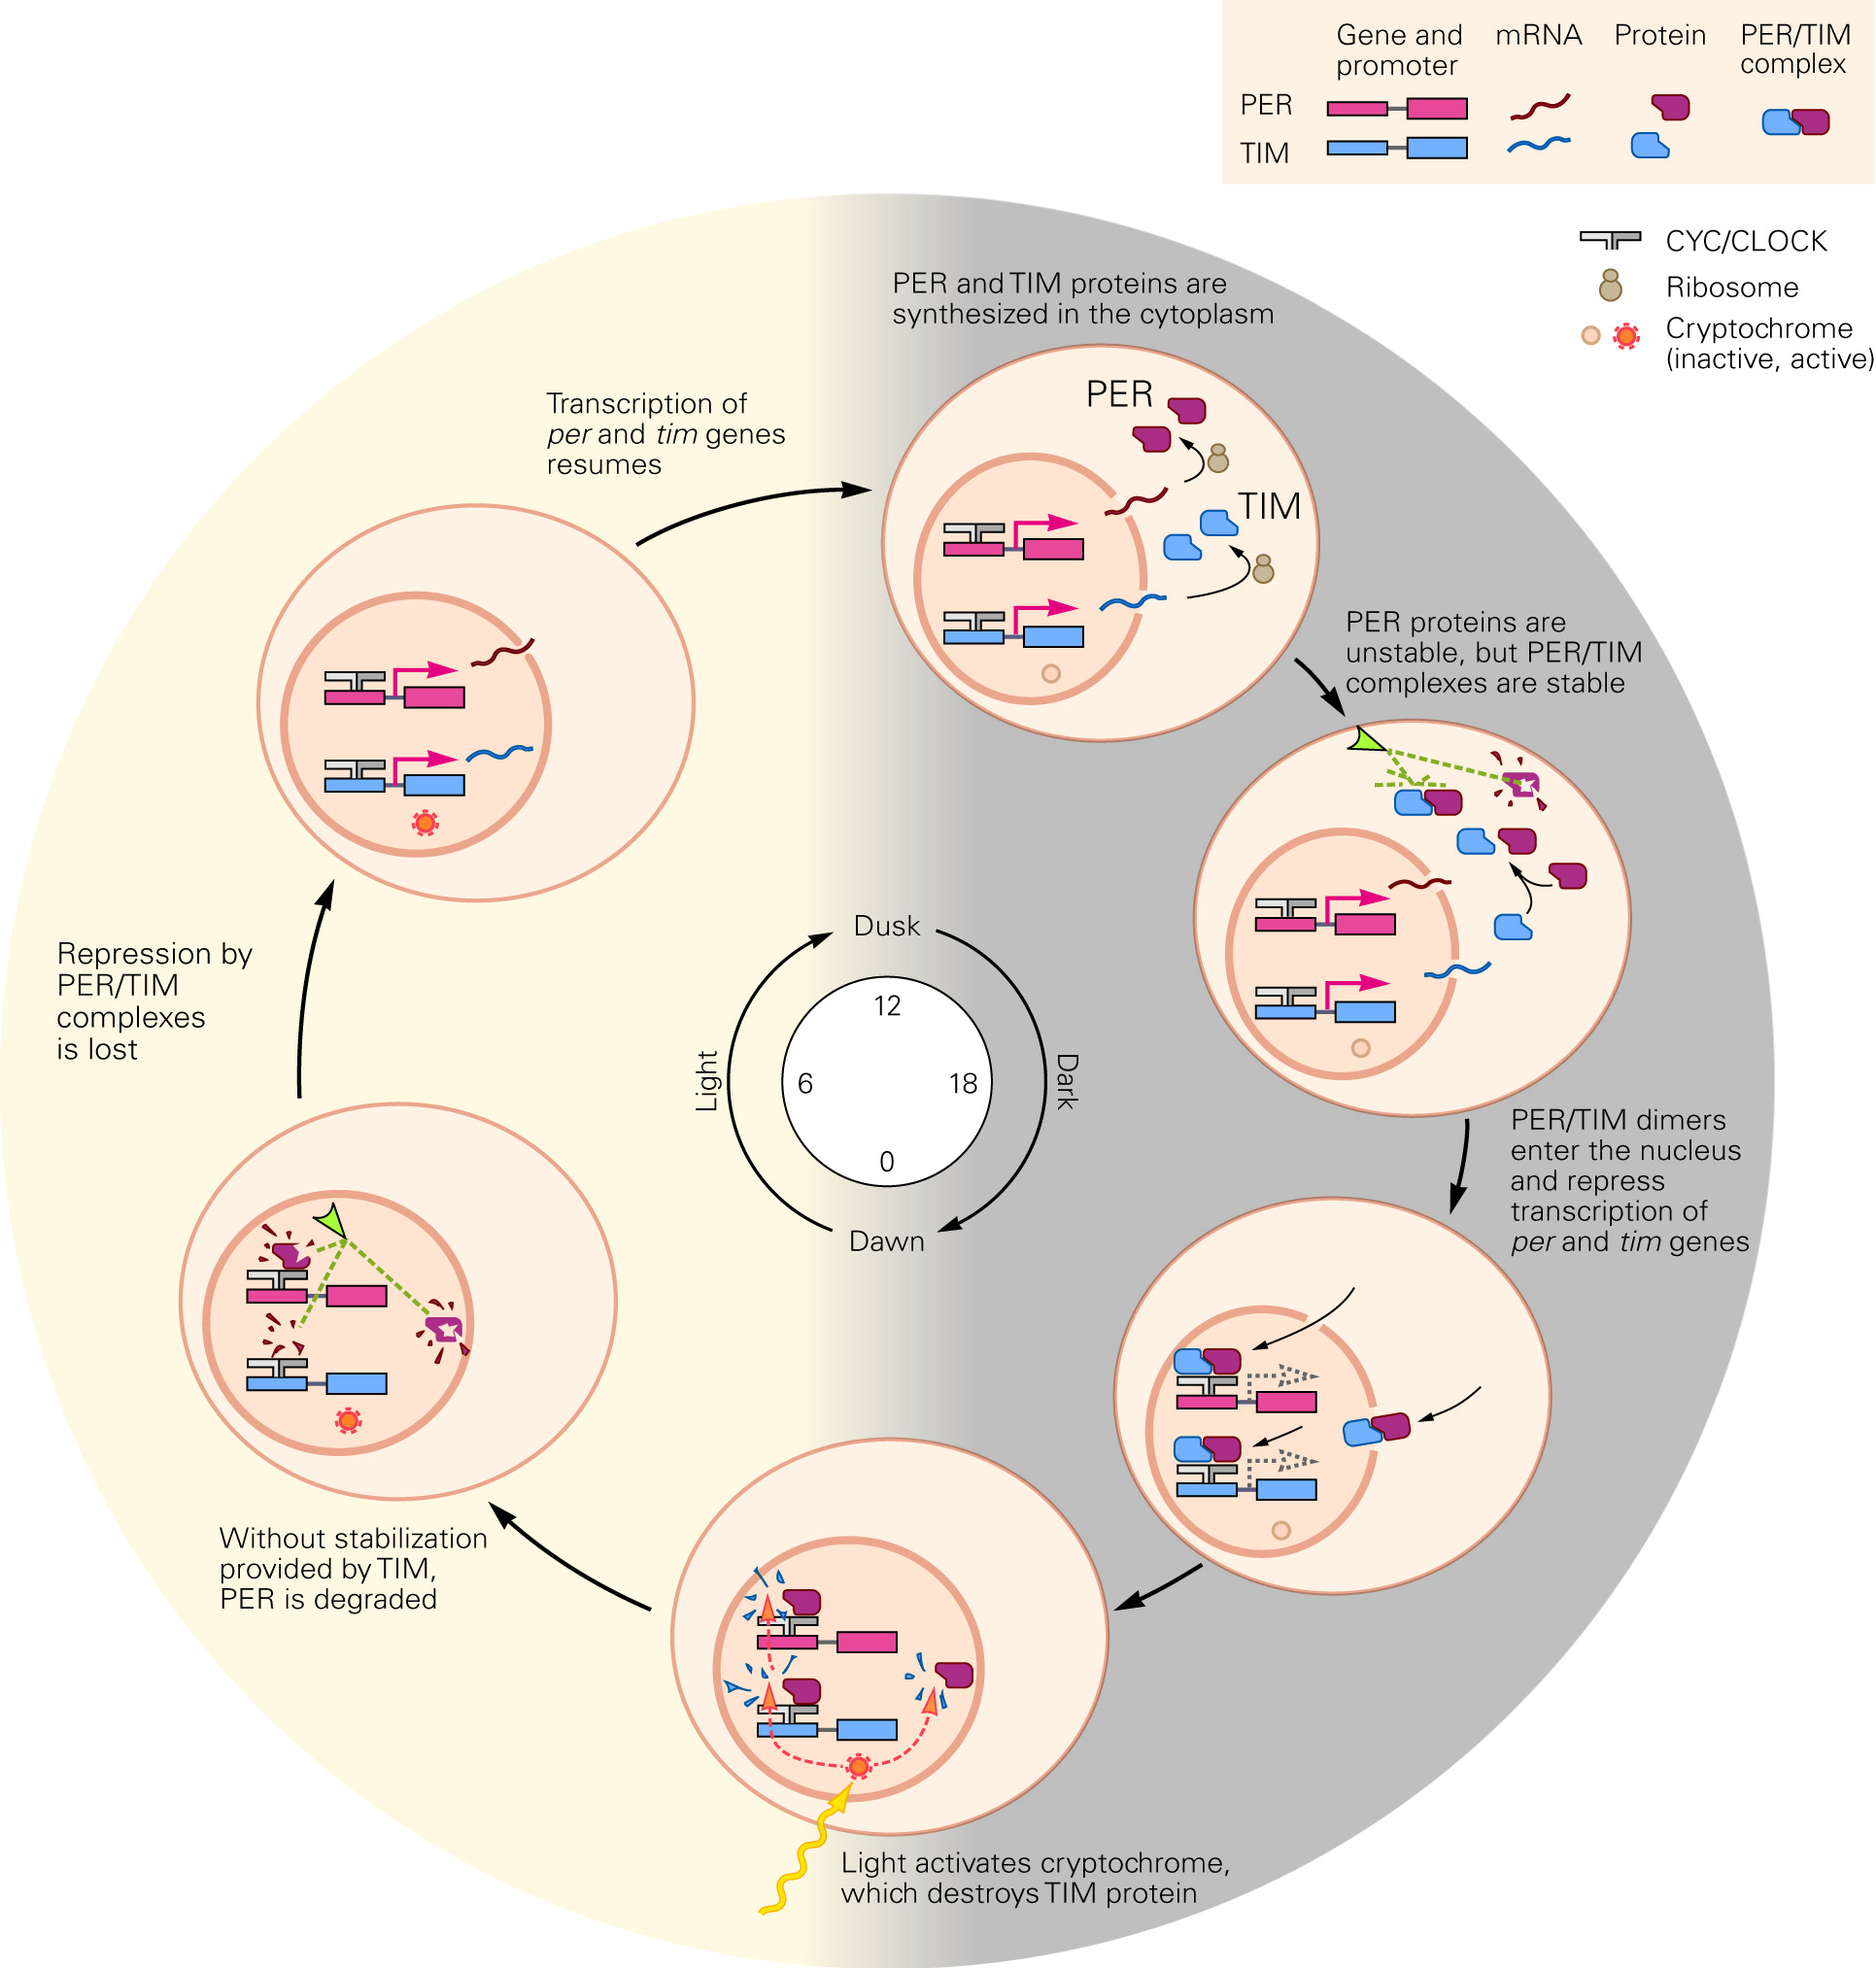 Gene and
promoter
mRNA
Protein
PER/TIM
complex
PER
TIM
CYC/CLOCK
Ribosome
Cryptochrome
(inactive, active)
PER and TIM proteins are
synthesized in the cytoplasm
PER
TIM
Transcription of
per and tim genes
resumes
PER proteins are
unstable, but PER/TIM
complexes are stable
Repression by
PER/TIM
complexes
is lost
Dusk
12
Light
6
18
Dark
0
Dawn
PER/TIM dimers
enter the nucleus
and repress
transcription of
per and tim genes
Without stabilization
provided by TIM,
PER is degraded
Light activates cryptochrome,
which destroys TIM protein